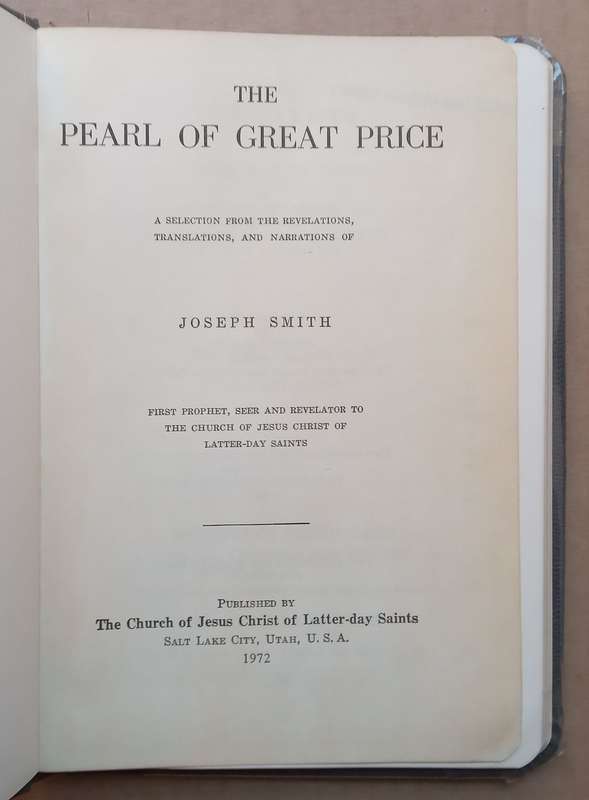 THE
PEARL OF GREAT PRICE
A SELECTION FROM THE REVELATIONS,
TRANSLATIONS, AND NARRATIONS OF
JOSEPH SMITH
FIRST PROPHET, SEER AND REVELATOR TO
THE CHURCH OF JESUS CHRIST OF
LATTER-DAY SAINTS
PUBLISHED BY
The Church of Jesus Christ of Latter-day Saints
SALT LAKE CITY, UTAH, U. S. A.
1972